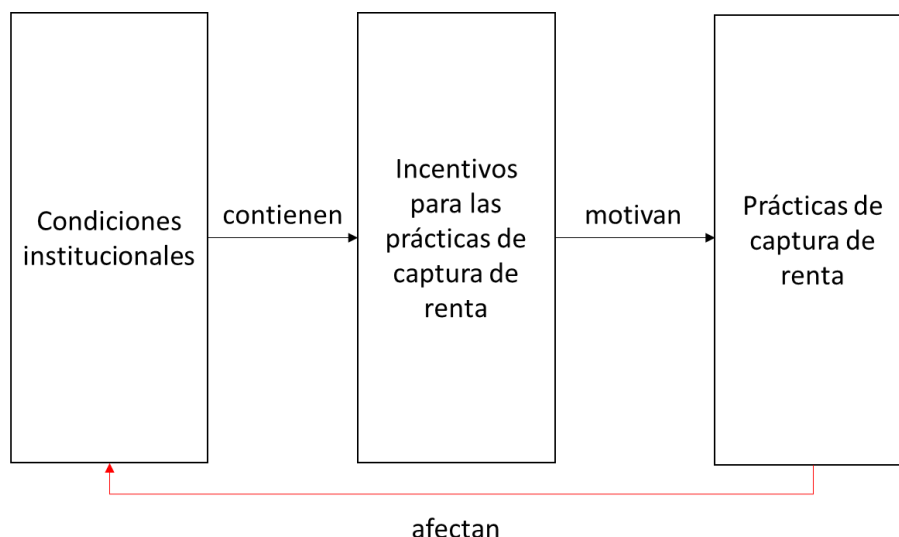 Condiciones
institucionales
contienen
Incentivos
para las
prácticas de
captura de
renta
motivan
Prácticas de
captura de
renta
afectan